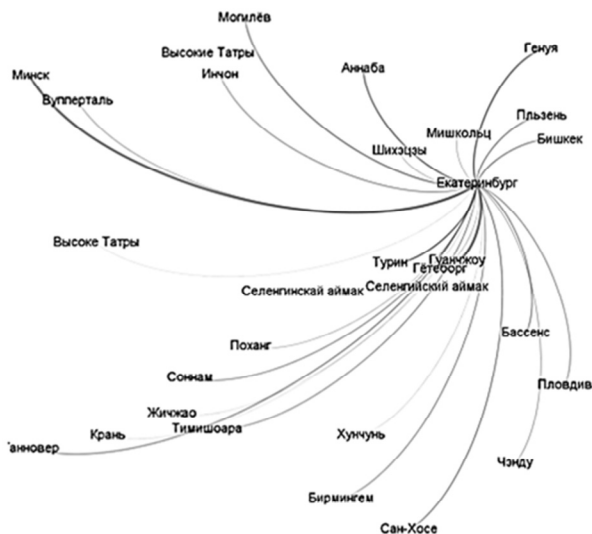 Могилёв
Генуя
Высокие Татры
Аннаба
Инчон
Минск
Вупперталь
Пльзень
Мишкольц
Бишкек
Шихэцзы
Екатеринбург
Высоке Татры
Гуанчжоу
Турин
Гётеборг
Селенгийский аймак
Селенгинскай аймак
Бассенс
Поханг
Соннам
Пловдив
Жичжао
Тимишоара
Крань
Хунчунь
анновер
Чэнду
Бирмингем
Сан-Хосе